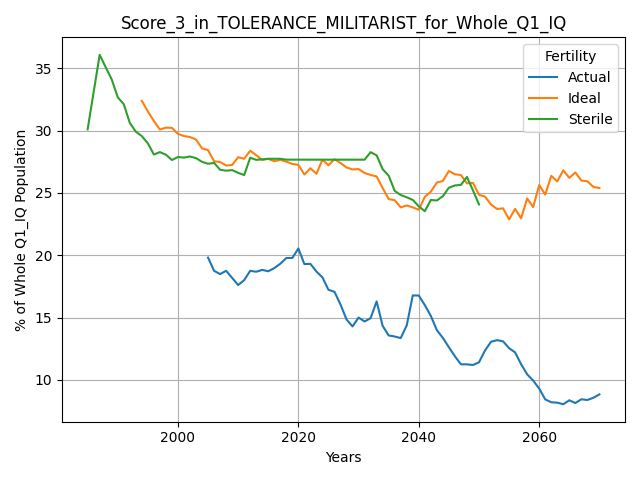 Score_3_in_TOLERANCE_MILITARIST_for_Whole_Q1_IQ
% of Whole Q1_IQ Population
35
30
25
20
15
10
Fertility
Actual
Ideal
Sterile
2000
2020
2040
2060
Years